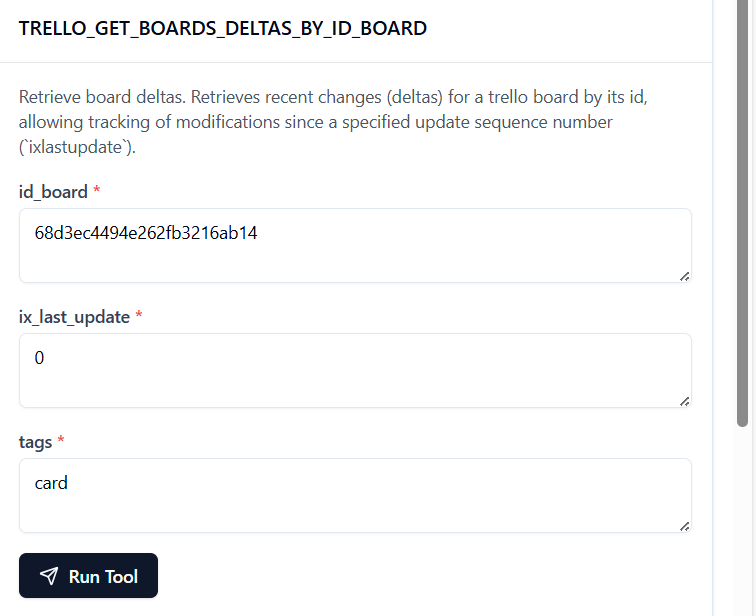 TRELLO_GET_BOARDS_DELTAS_BY_ID_BOARD
Retrieve board deltas. Retrieves recent changes (deltas) for a trello board by its id,
allowing tracking of modifications since a specified update sequence number
(`ixlastupdate`).
id_board *
68d3ec4494e262fb3216ab14
ix_last_update *
0
tags *
card
Run Tool